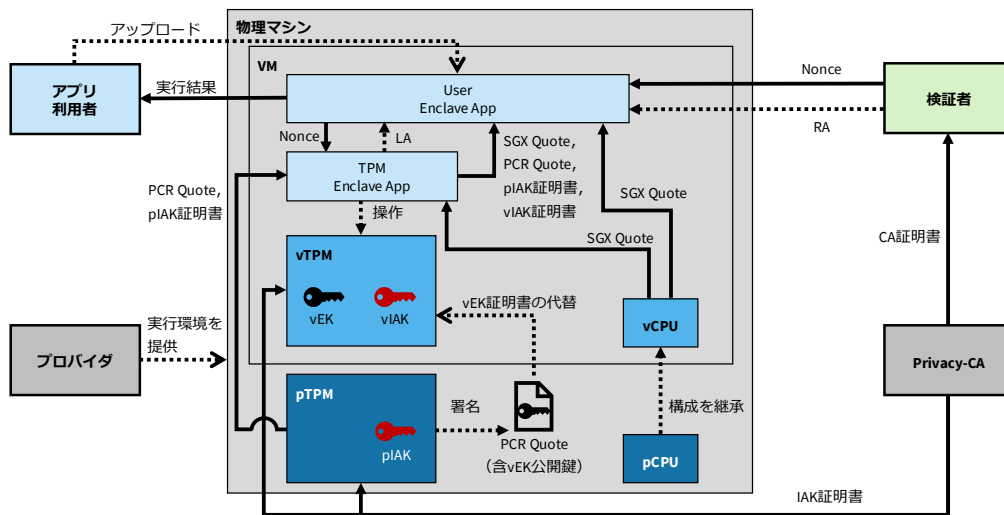 アップロード
物理マシン
VM
アプリ
利用者
実行結果
User
Enclave App
Nonce
検証者
RA
Nonce
LA
SGX Quote,
PCR Quote,
pIAK証明書,
vIAK証明書
TPM
Enclave App
PCR Quote,
pIAK証明書
操作
SGX Quote
SGX Quote
CA証明書
vTPM
vEK
vIAK
vEK証明書の代替
vCPU
実行環境を
提供
プロバイダ
Privacy-CA
pTPM
pIAK
署名
PCR Quote
(含vEK公開鍵)
構成を継承
pCPU
IAK証明書